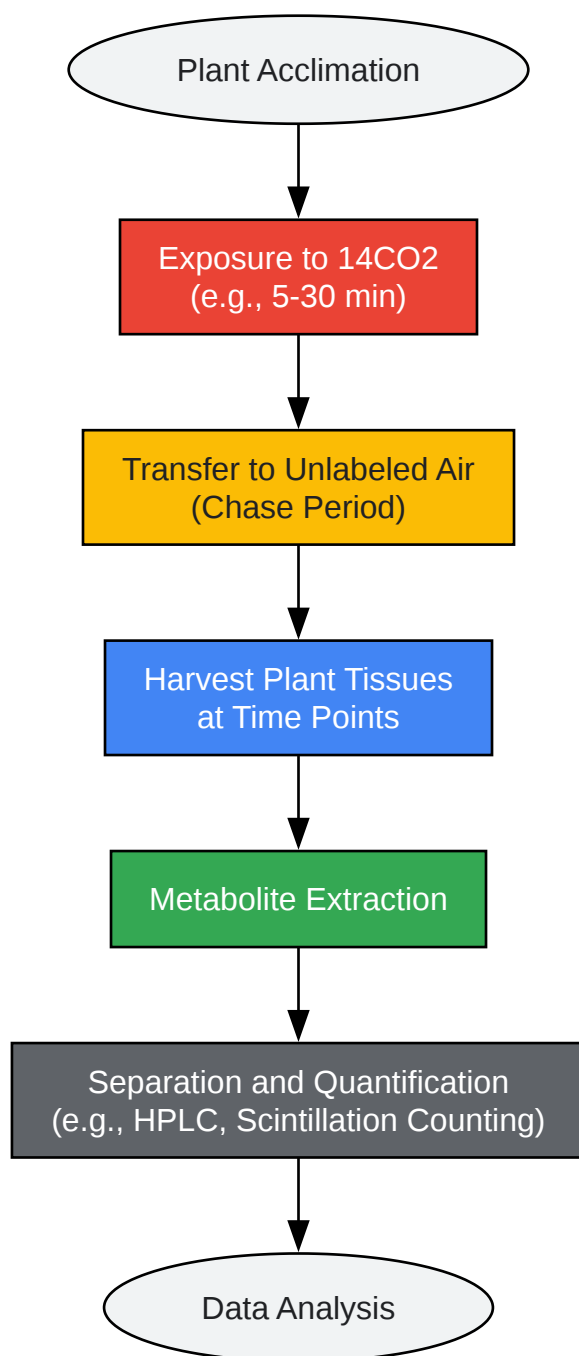 Plant Acclimation
Exposure to 14CO2
(e.g., 5-30 min)
Transfer to Unlabeled Air
(Chase Period)
Harvest Plant Tissues
at Time Points
Metabolite Extraction
Separation and Quantification
(e.g., HPLC, Scintillation Counting)
Data Analysis